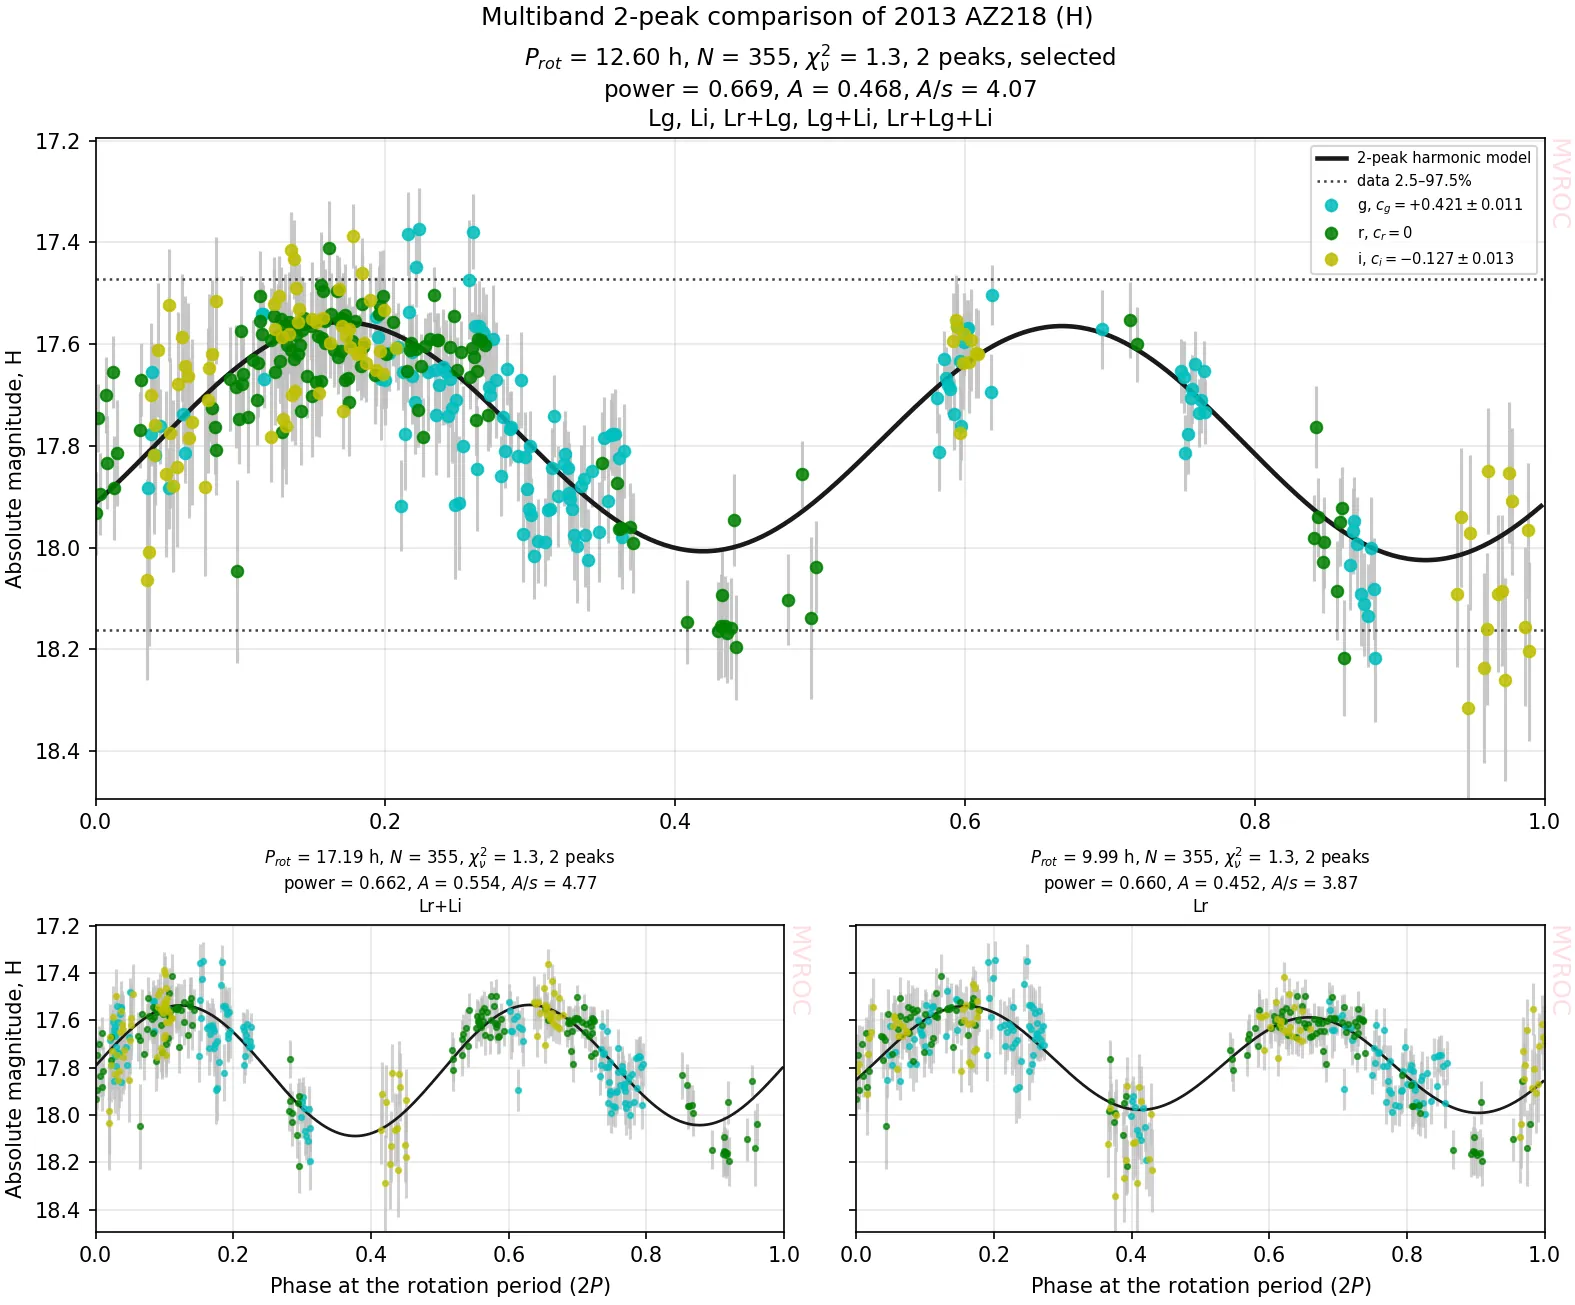 Multiband 2-peak comparison of 2013 AZ218 (H)
P_rot = 12.60 h, N = 355, χ²_ν = 1.3, 2 peaks, selected
power = 0.669, A = 0.468, A/s = 4.07
Lg, Li, Lr+Lg, Lg+Li, Lr+Lg+Li
2-peak harmonic model
data 2.5–97.5%
g, c_g = +0.421 ± 0.011
r, c_r = 0
i, c_i = −0.127 ± 0.013
MVROC
Absolute magnitude, H
17.2
17.4
17.6
17.8
18.0
18.2
18.4
0.0 0.2 0.4 0.6 0.8 1.0
P_rot = 17.19 h, N = 355, χ²_ν = 1.3, 2 peaks
power = 0.662, A = 0.554, A/s = 4.77
Lr+Li
MVROC
Absolute magnitude, H
17.2
17.4
17.6
17.8
18.0
18.2
18.4
0.0 0.2 0.4 0.6 0.8 1.0
Phase at the rotation period (2P)
P_rot = 9.99 h, N = 355, χ²_ν = 1.3, 2 peaks
power = 0.660, A = 0.452, A/s = 3.87
Lr
MVROC
0.0 0.2 0.4 0.6 0.8 1.0
Phase at the rotation period (2P)